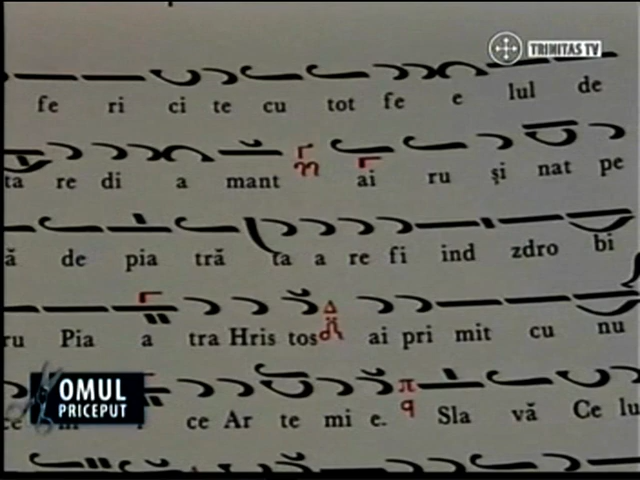 TRINITAS TV
fe ri ci te cu tot fe e lul de
ta re di a mant ai ru și nat pe
ă de pia tră ta a re fi ind zdro bi
ru Pia a tra Hris tos ai pri mit cu nu
ce Ar te mi e. Sla vă Ce lu
OMUL
PRICEPUT